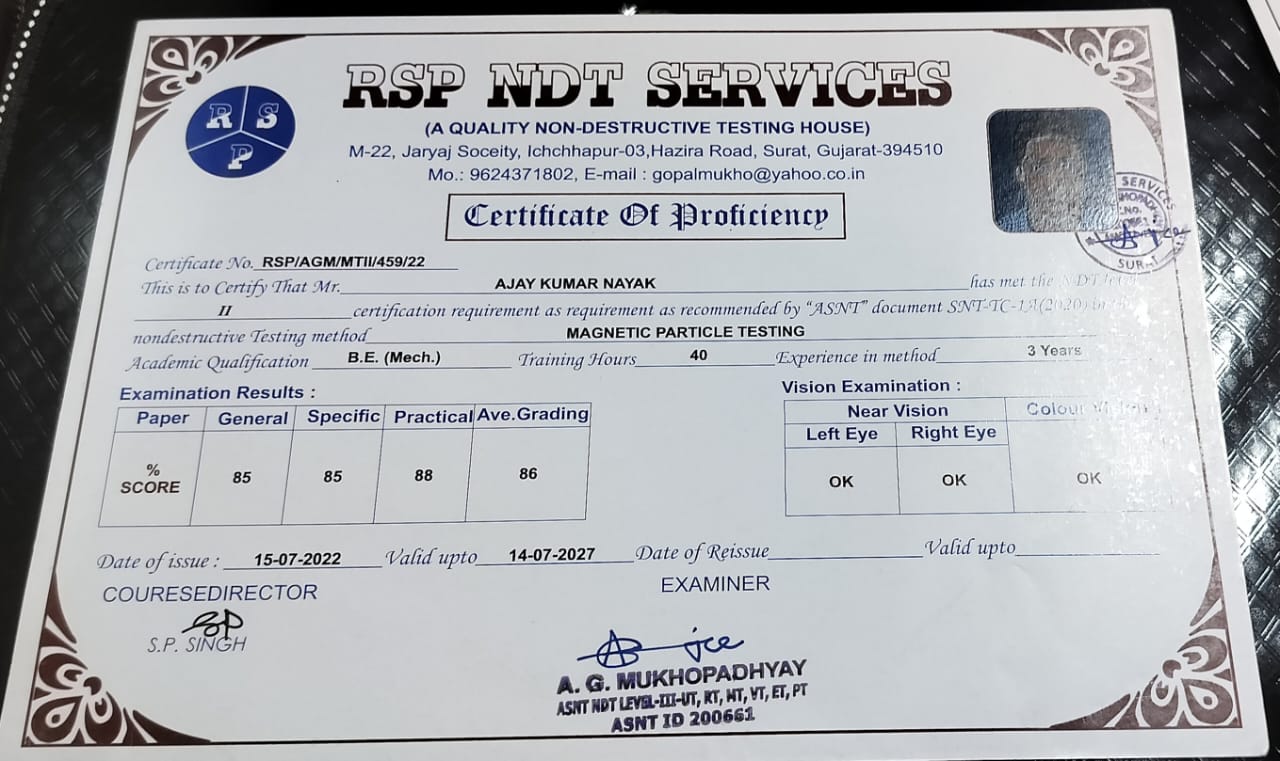 RSP NDT SERVICES
R S
P
(A QUALITY NON-DESTRUCTIVE TESTING HOUSE)
M-22, Jaryaj Soceity, Ichchhapur-03,Hazira Road, Surat, Gujarat-394510
Mo.: 9624371802, E-mail : gopalmukho@yahoo.co.in
Certificate Of Proficiency
SERVICES
SURAT
Certificate No. RSP/AGM/MTII/459/22
This is to Certify That Mr. AJAY KUMAR NAYAK has met the NDT level
II certification requirement as requirement as recommended by "ASNT" document SNT-TC-1A(2020) in the
nondestructive Testing method MAGNETIC PARTICLE TESTING
Academic Qualification B.E. (Mech.) Training Hours 40 Experience in method 3 Years
Examination Results : Vision Examination :
Paper General Specific Practical Ave.Grading Near Vision Colour Vision
Left Eye Right Eye
% SCORE 85 85 88 86 OK OK OK
Date of issue : 15-07-2022 Valid upto 14-07-2027 Date of Reissue Valid upto
COURESEDIRECTOR EXAMINER
S.P. SINGH
A. G. MUKHOPADHYAY
ASNT NDT LEVEL-III-UT, RT, MT, VT, ET, PT
ASNT ID 200661